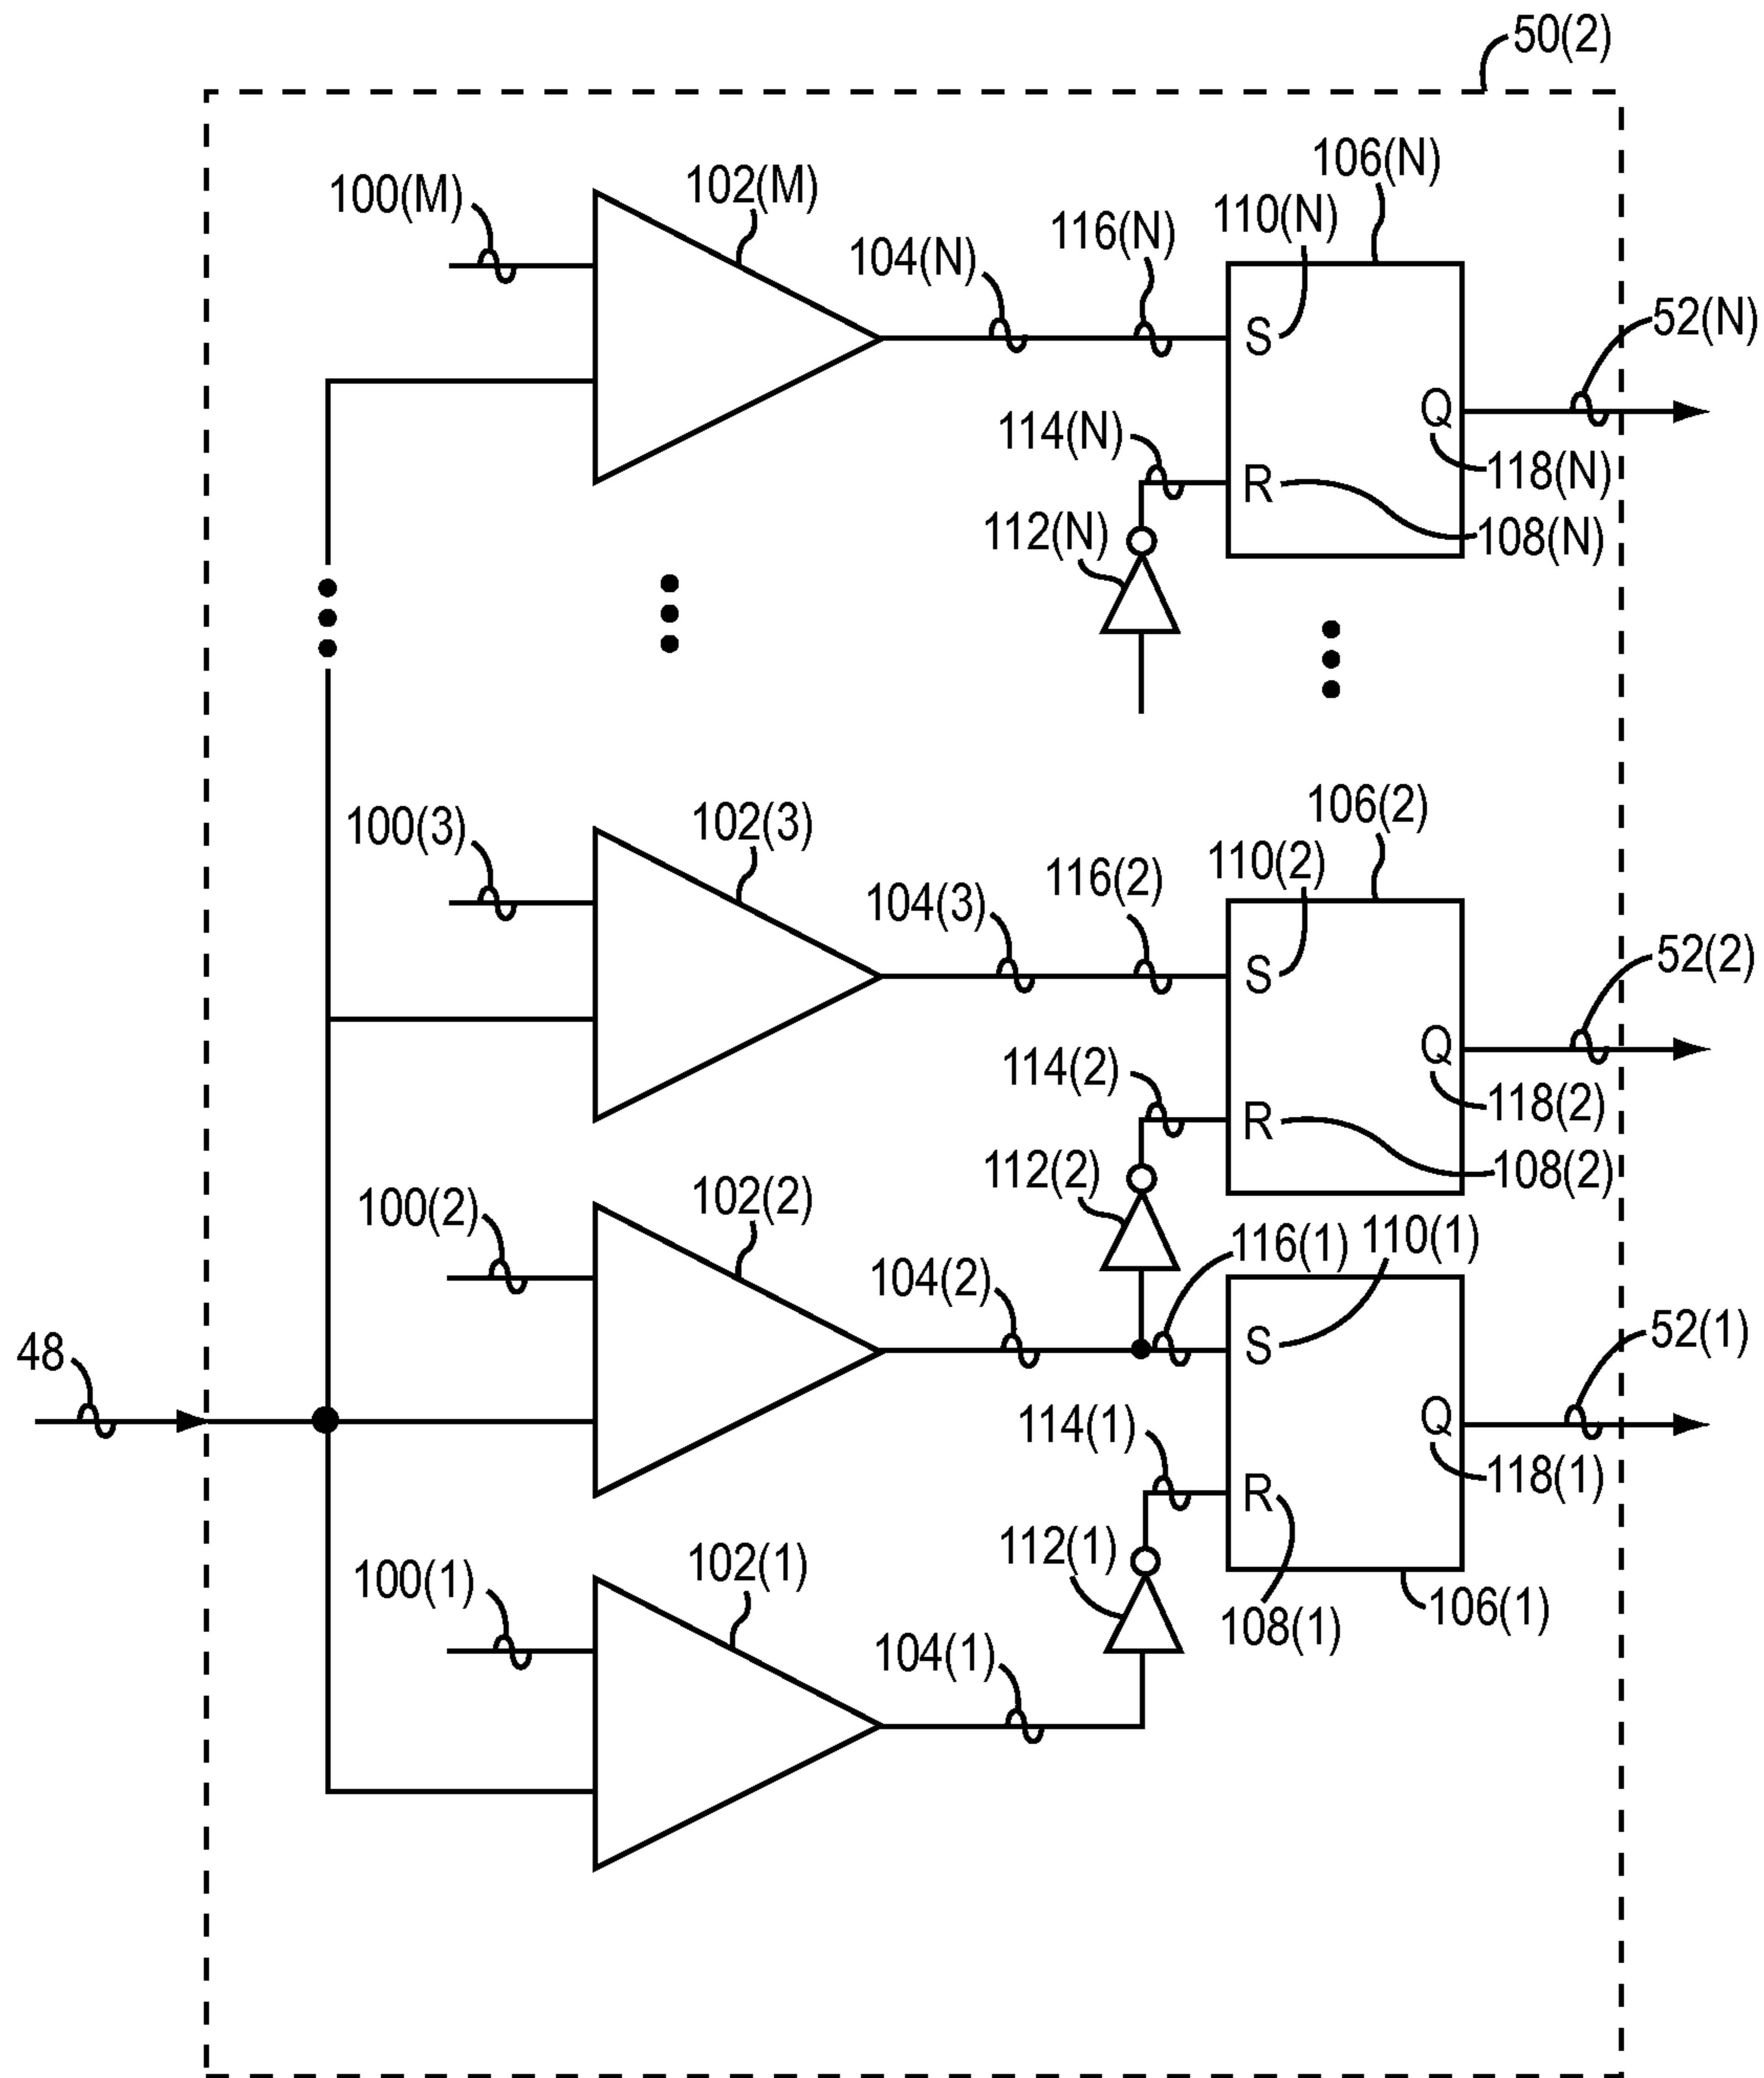 50(2)
106(N)
100(M)
102(M)
110(N)
116(N)
104(N)
52(N)
S
Q
114(N)
118(N)
R
112(N)
108(N)
106(2)
100(3)
102(3)
110(2)
116(2)
104(3)
52(2)
S
Q
114(2)
118(2)
R
112(2)
108(2)
100(2)
102(2)
116(1)
110(1)
104(2)
52(1)
48
S
Q
114(1)
118(1)
R
112(1)
100(1)
102(1)
108(1)
106(1)
104(1)